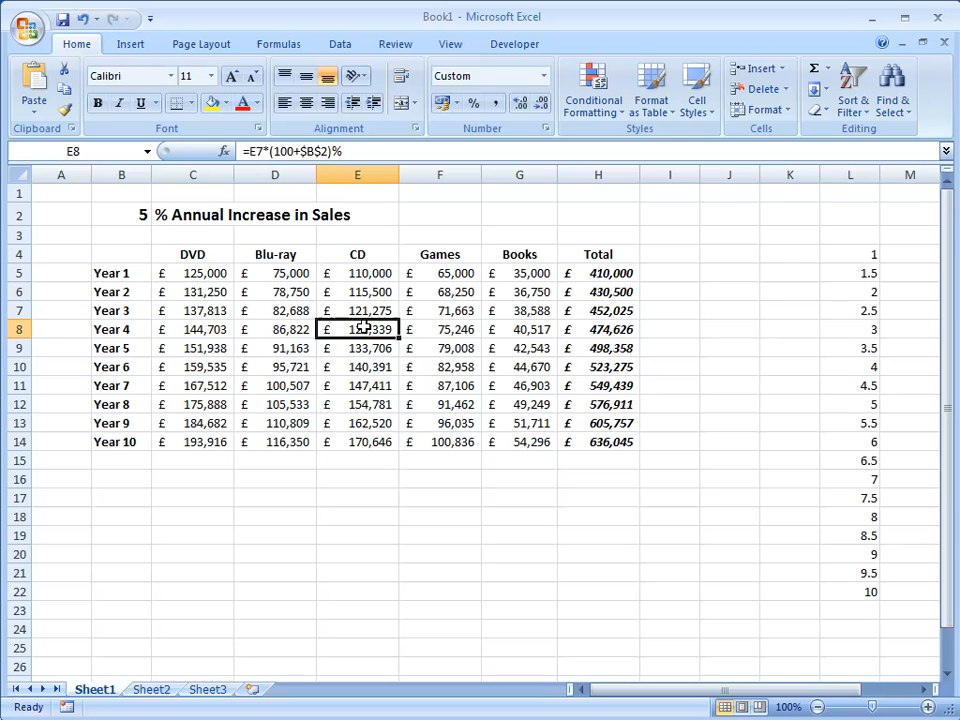 Book1 - Microsoft Excel
Home Insert Page Layout Formulas Data Review View Developer
Paste Calibri 11 A A Custom Conditional Formatting Format as Table Cell Styles Insert Delete Format Σ Sort & Filter Find & Select
B I U A % , .0 .00 .00 .0
Clipboard Font Alignment Number Styles Cells Editing
E8 fx =E7*(100+$B$2)%
A B C D E F G H I J K L M
1
2 5 % Annual Increase in Sales
3
4 DVD Blu-ray CD Games Books Total 1
5 Year 1 £ 125,000 £ 75,000 £ 110,000 £ 65,000 £ 35,000 £ 410,000 1.5
6 Year 2 £ 131,250 £ 78,750 £ 115,500 £ 68,250 £ 36,750 £ 430,500 2
7 Year 3 £ 137,813 £ 82,688 £ 121,275 £ 71,663 £ 38,588 £ 452,025 2.5
8 Year 4 £ 144,703 £ 86,822 £ £ 75,246 £ 40,517 £ 474,626 3
9 Year 5 £ 151,938 £ 91,163 £ 133,706 £ 79,008 £ 42,543 £ 498,358 3.5
10 Year 6 £ 159,535 £ 95,721 £ 140,391 £ 82,958 £ 44,670 £ 523,275 4
11 Year 7 £ 167,512 £ 100,507 £ 147,411 £ 87,106 £ 46,903 £ 549,439 4.5
12 Year 8 £ 175,888 £ 105,533 £ 154,781 £ 91,462 £ 49,249 £ 576,911 5
13 Year 9 £ 184,682 £ 110,809 £ 162,520 £ 96,035 £ 51,711 £ 605,757 5.5
14 Year 10 £ 193,916 £ 116,350 £ 170,646 £ 100,836 £ 54,296 £ 636,045 6
15 6.5
16 7
17 7.5
18 8
19 8.5
20 9
21 9.5
22 10
23
24
25
26
Sheet1 Sheet2 Sheet3
Ready 100%